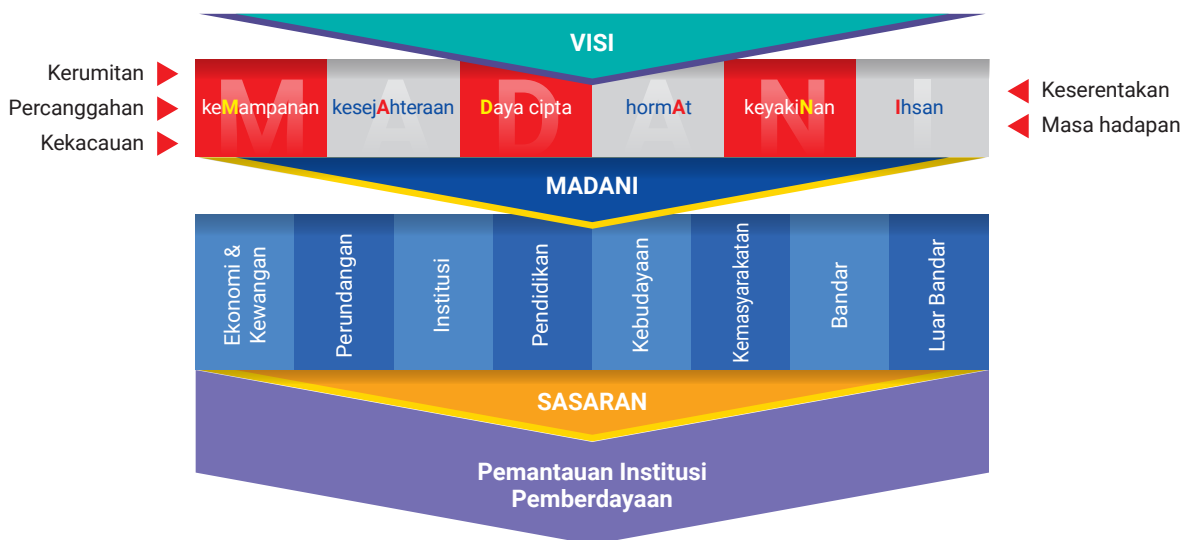 VISI
Kerumitan
Percanggahan
Kekacauan
M A D A N I
keMampanan
kesejAhteraan
Daya cipta
hormAt
keyakiNan
Ihsan
Keserentakan
Masa hadapan
MADANI
Ekonomi &
Kewangan
Perundangan
Institusi
Pendidikan
Kebudayaan
Kemasyarakatan
Bandar
Luar Bandar
SASARAN
Pemantauan Institusi
Pemberdayaan